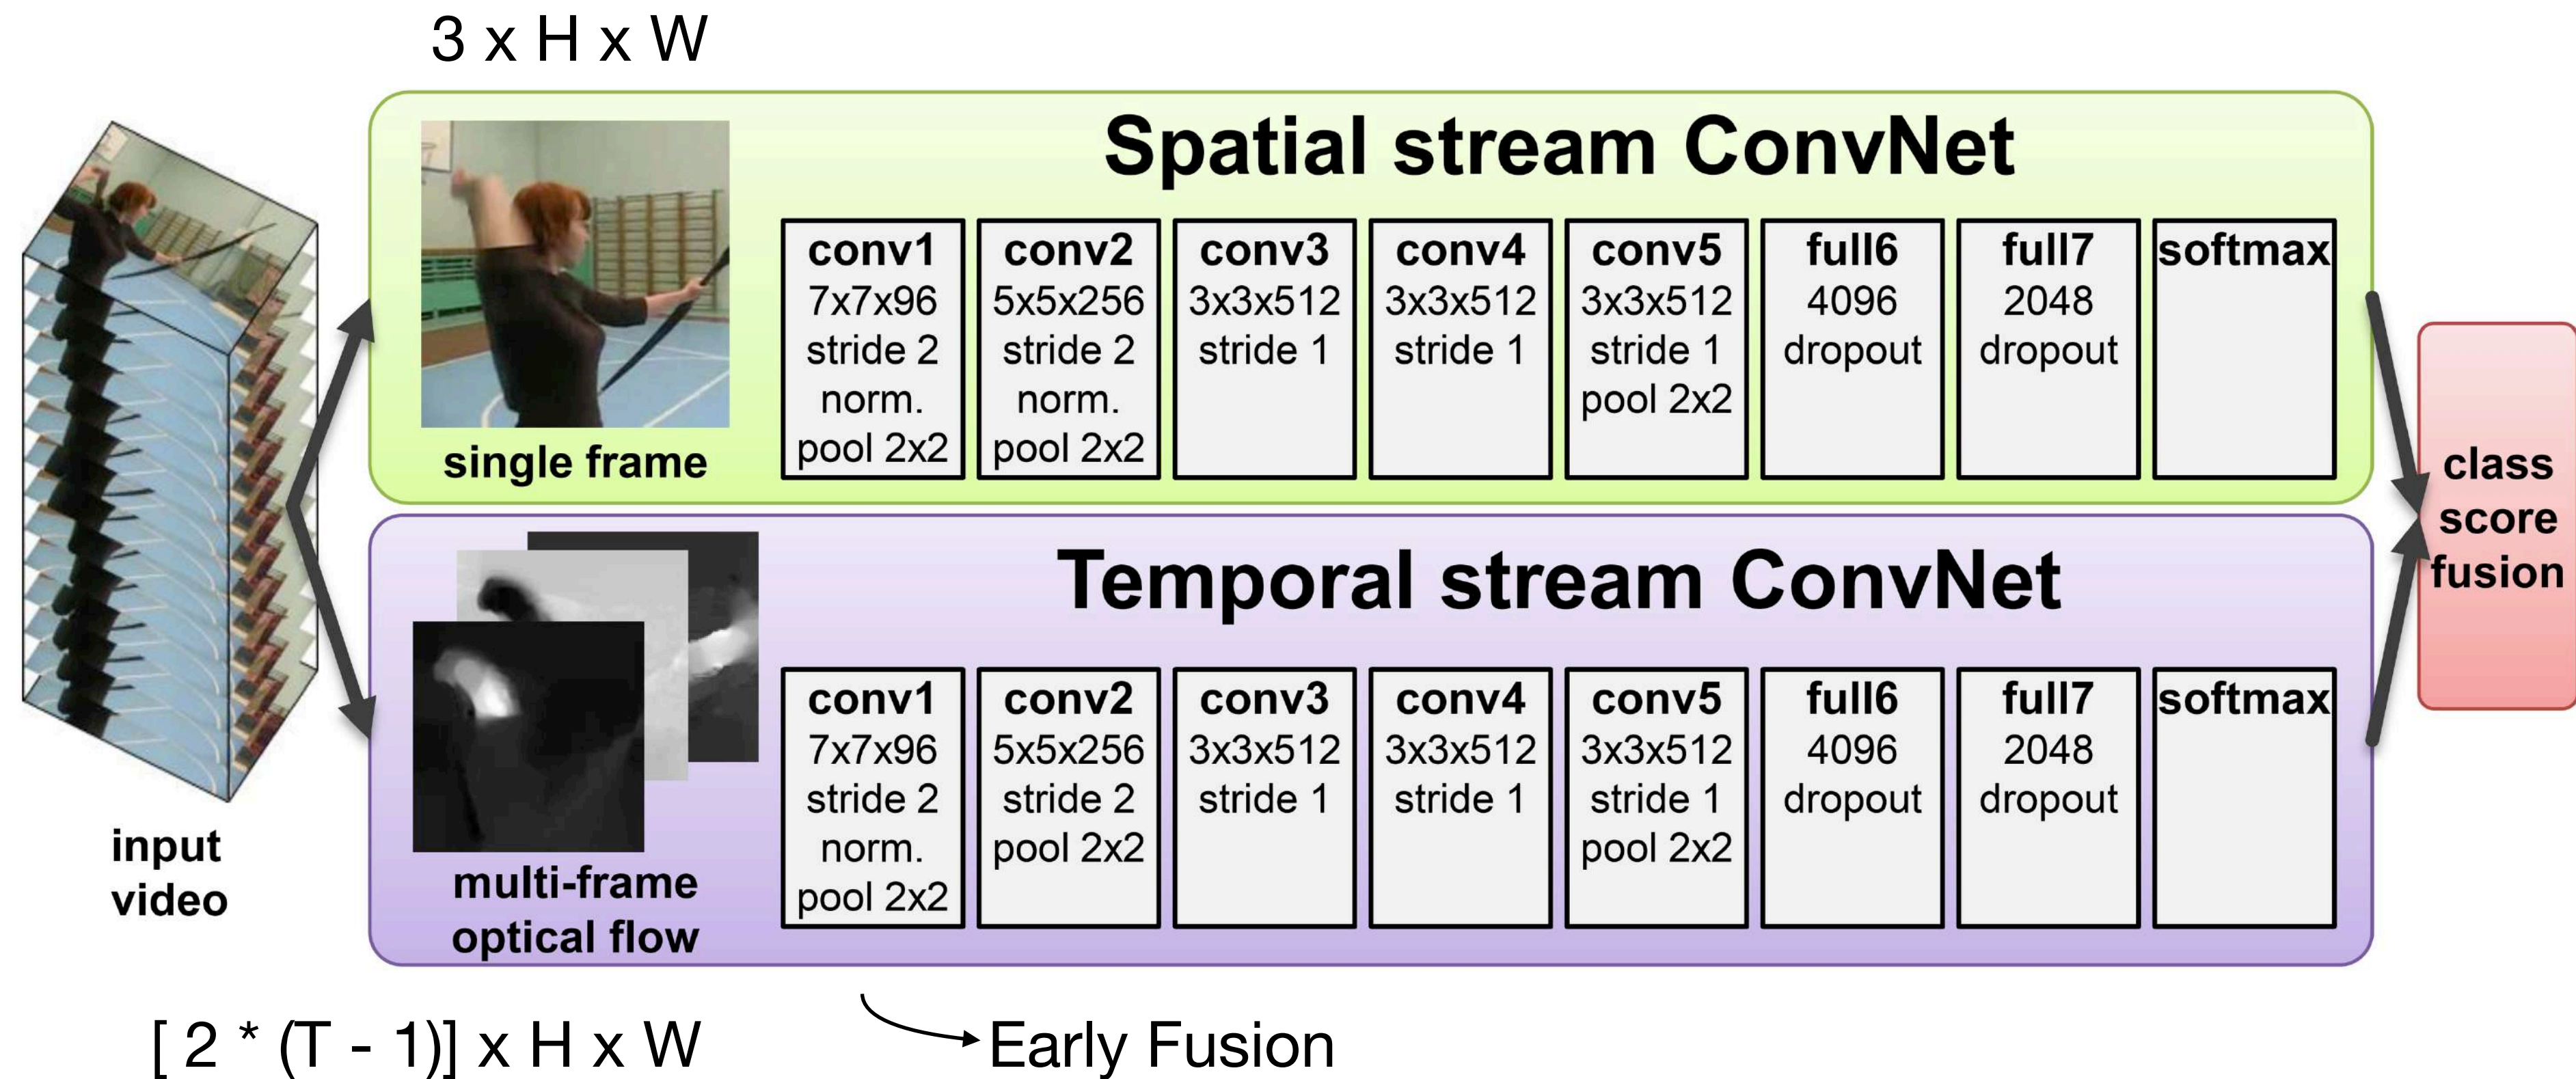 3 x H x W
Spatial stream ConvNet
single frame
conv1
7x7x96
stride 2
norm.
pool 2x2
conv2
5x5x256
stride 2
norm.
pool 2x2
conv3
3x3x512
stride 1
conv4
3x3x512
stride 1
conv5
3x3x512
stride 1
pool 2x2
full6
4096
dropout
full7
2048
dropout
softmax
input
video
Temporal stream ConvNet
multi-frame
optical flow
conv1
7x7x96
stride 2
norm.
pool 2x2
conv2
5x5x256
stride 2
pool 2x2
conv3
3x3x512
stride 1
conv4
3x3x512
stride 1
conv5
3x3x512
stride 1
pool 2x2
full6
4096
dropout
full7
2048
dropout
softmax
class
score
fusion
[ 2 * (T - 1)] x H x W
Early Fusion